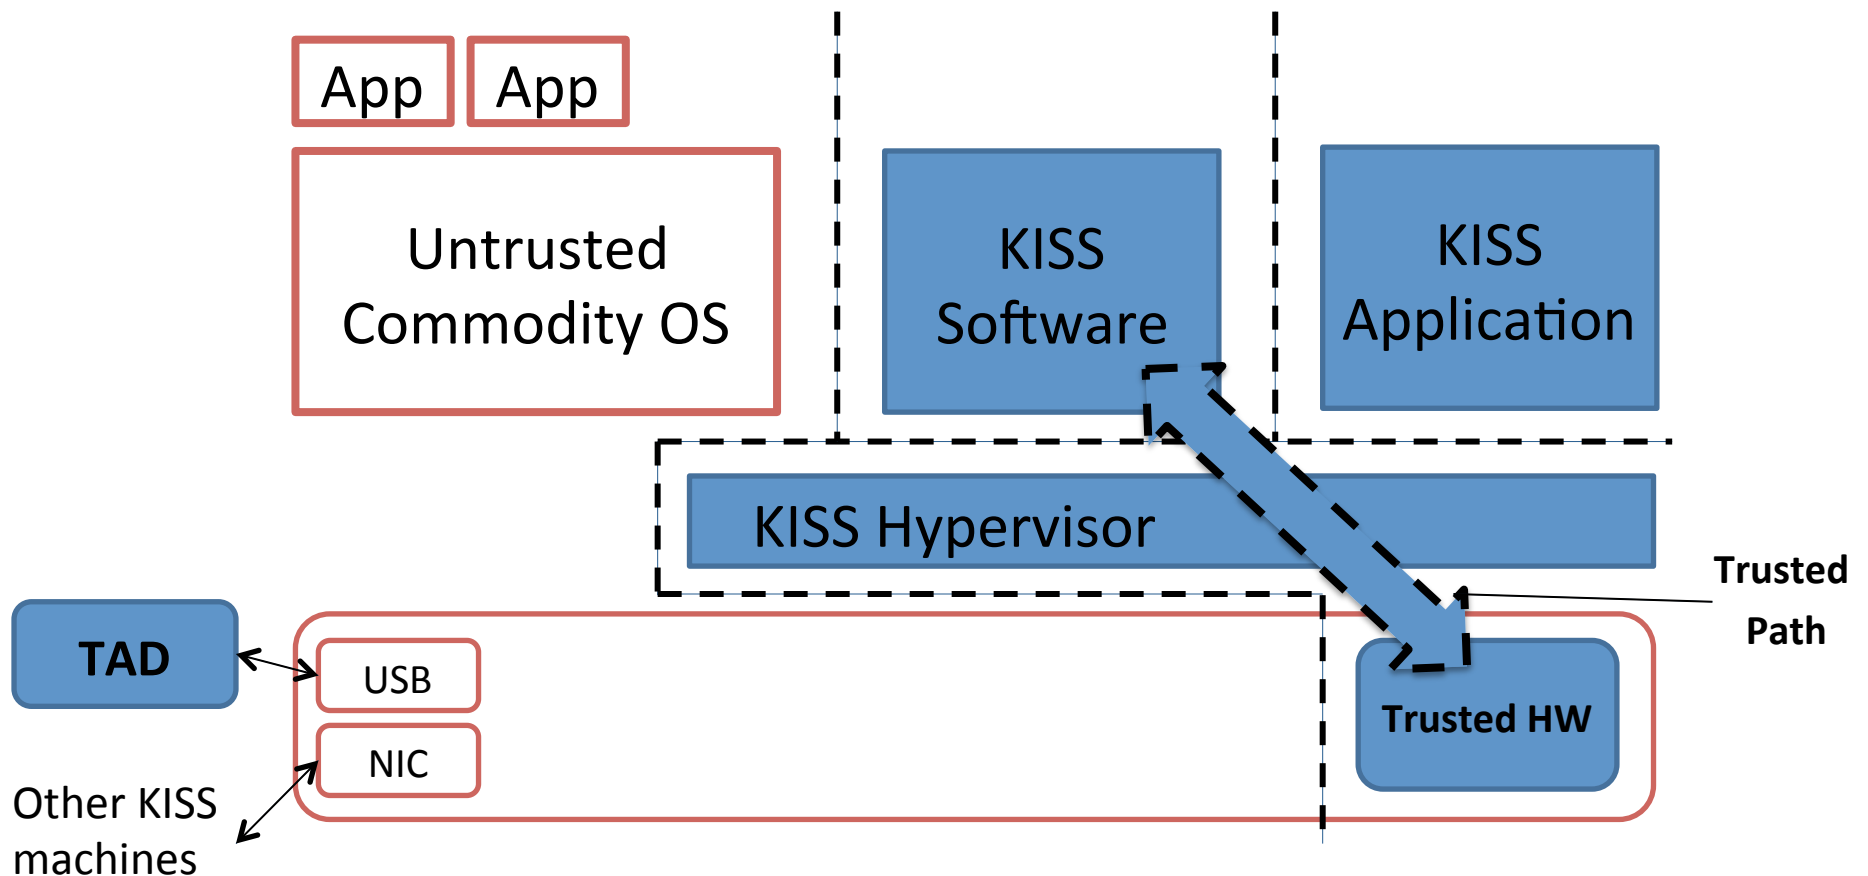 App
App
Untrusted
Commodity OS
KISS
Software
KISS
Application
KISS Hypervisor
Trusted
Path
TAD
USB
NIC
Trusted HW
Other KISS
machines